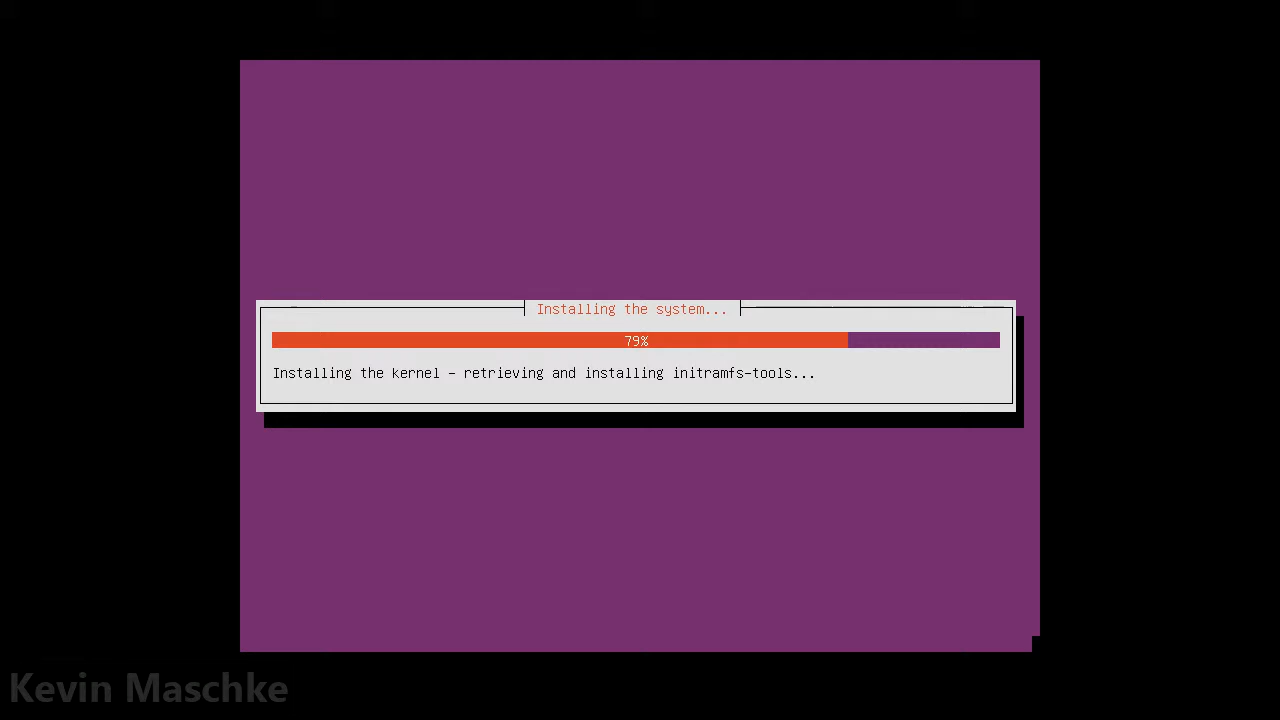 Installing the system...
79%
Installing the kernel - retrieving and installing initramfs-tools...
Kevin Maschke